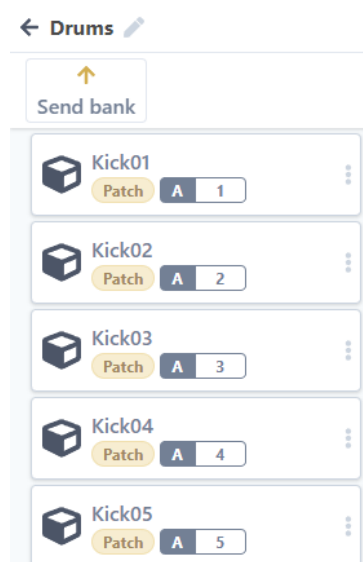 Drums
Send bank
Kick01
Patch A 1
Kick02
Patch A 2
Kick03
Patch A 3
Kick04
Patch A 4
Kick05
Patch A 5